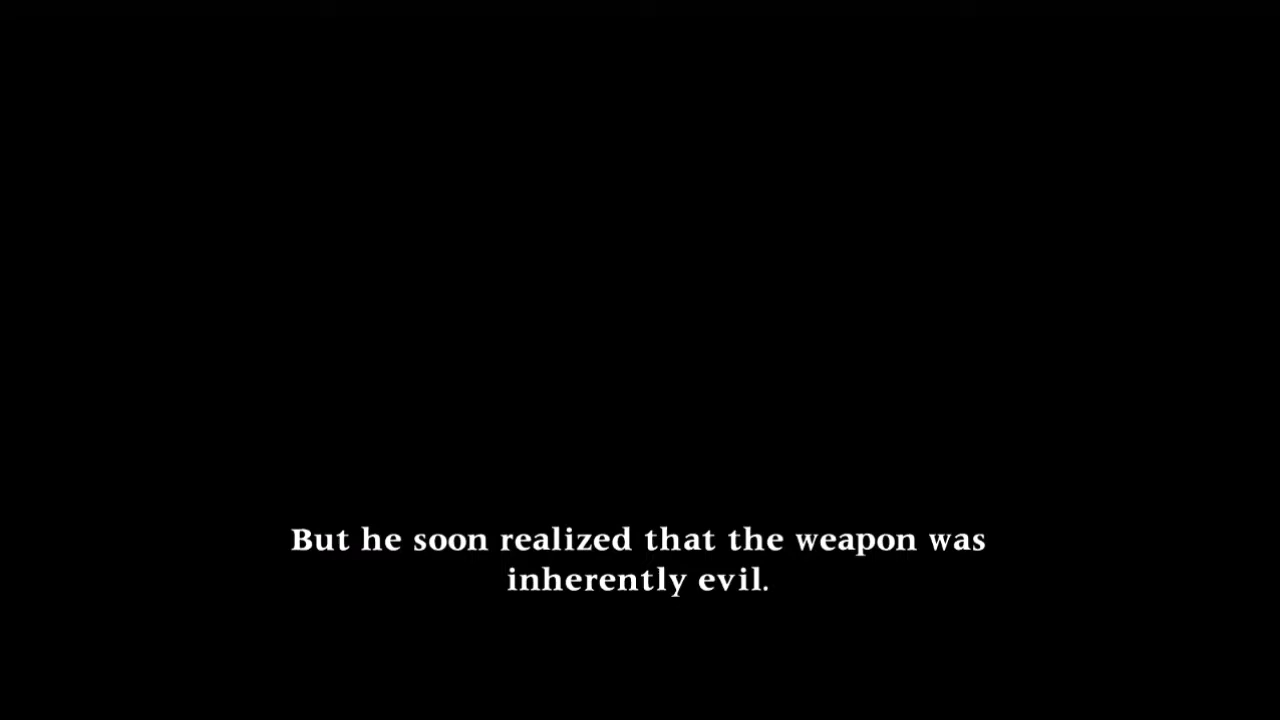 But he soon realized that the weapon was
inherently evil.